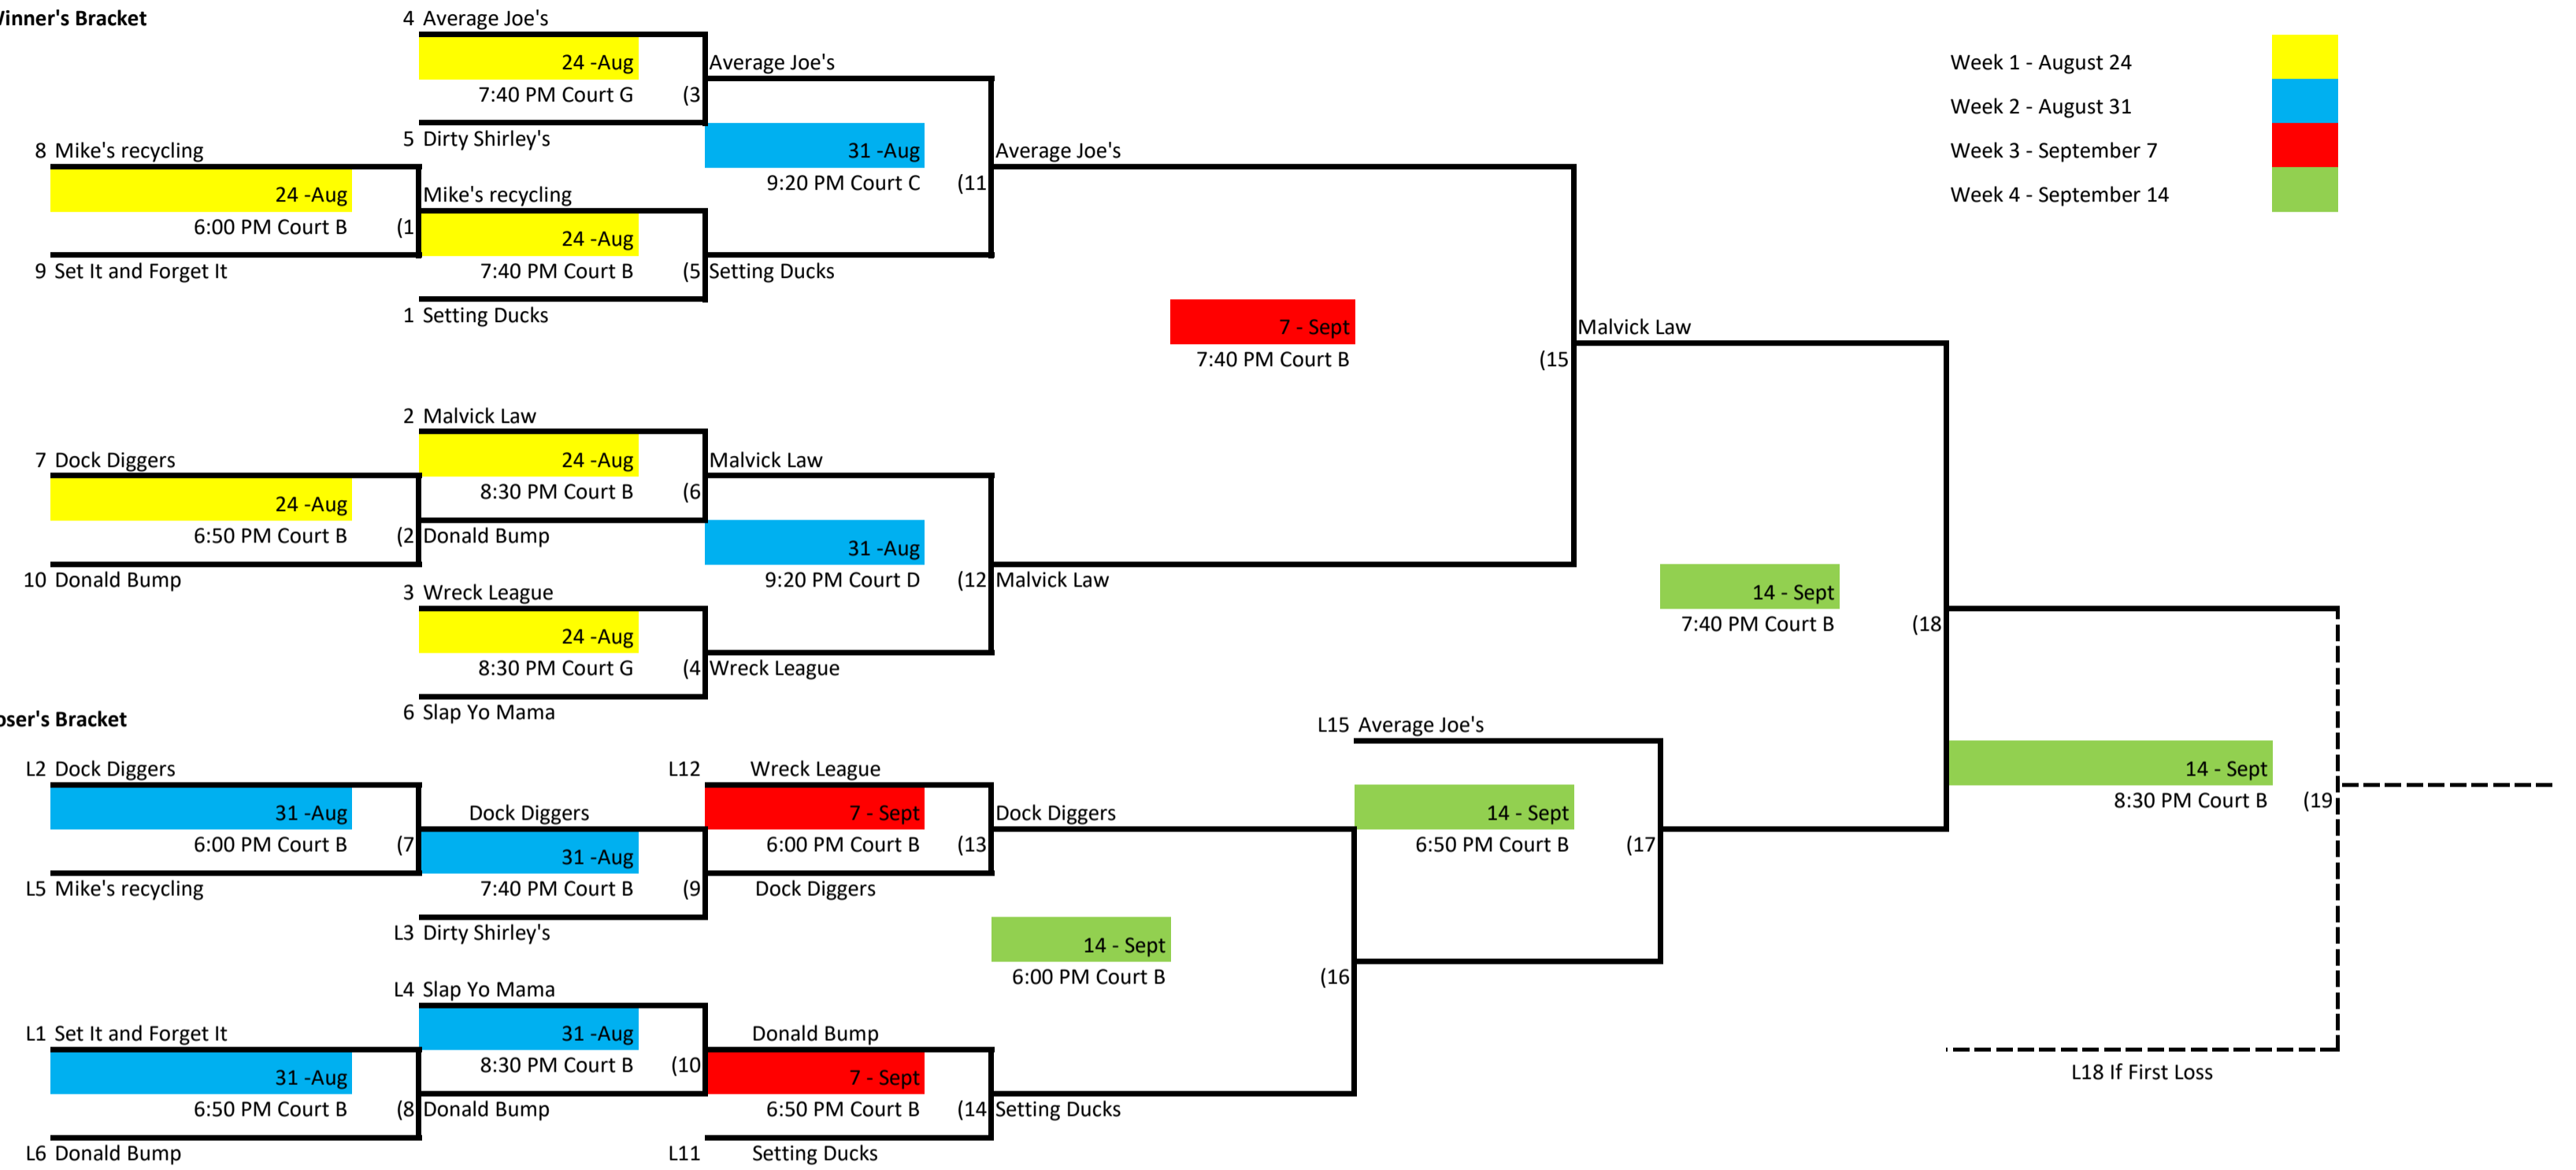 Winner's Bracket
4 Average Joe's
24 -Aug
Average Joe's
Week 1 - August 24
7:40 PM Court G (3
Week 2 - August 31
5 Dirty Shirley's
8 Mike's recycling
31 -Aug
Average Joe's
Week 3 - September 7
9:20 PM Court C (11
24 -Aug
Mike's recycling
Week 4 - September 14
6:00 PM Court B (1
24 -Aug
9 Set It and Forget It
7:40 PM Court B (5
Setting Ducks
1 Setting Ducks
7 - Sept
Malvick Law
7:40 PM Court B (15
2 Malvick Law
7 Dock Diggers
24 -Aug
Malvick Law
24 -Aug
8:30 PM Court B (6
6:50 PM Court B (2
Donald Bump
31 -Aug
10 Donald Bump
9:20 PM Court D (12
Malvick Law
3 Wreck League
14 - Sept
24 -Aug
7:40 PM Court B (18
8:30 PM Court G (4
Wreck League
6 Slap Yo Mama
oser's Bracket
L15 Average Joe's
L2 Dock Diggers
L12 Wreck League
14 - Sept
31 -Aug
Dock Diggers
7 - Sept
Dock Diggers
14 - Sept
8:30 PM Court B (19
6:00 PM Court B (7
31 -Aug
6:00 PM Court B (13
6:50 PM Court B (17
L5 Mike's recycling
7:40 PM Court B (9
Dock Diggers
L3 Dirty Shirley's
14 - Sept
6:00 PM Court B (16
L4 Slap Yo Mama
L1 Set It and Forget It
31 -Aug
Donald Bump
8:30 PM Court B (10
L18 If First Loss
31 -Aug
7 - Sept
6:50 PM Court B (8
Donald Bump
6:50 PM Court B (14
Setting Ducks
L6 Donald Bump
L11 Setting Ducks